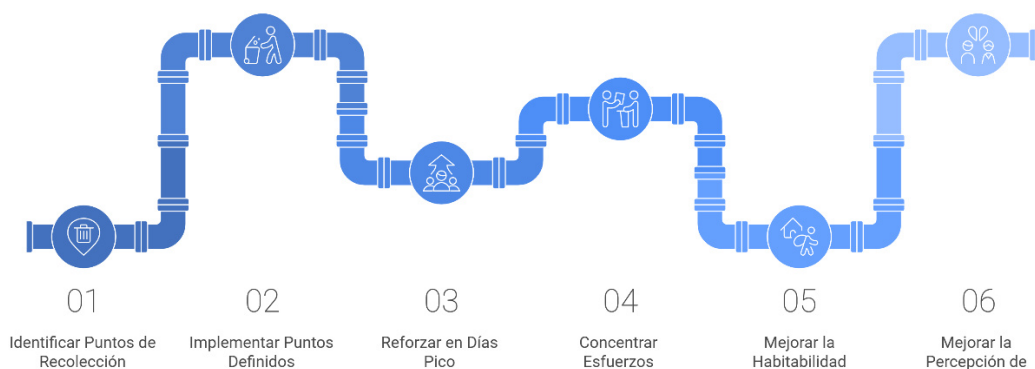 01
Identificar Puntos de
Recolección
02
Implementar Puntos
Definidos
03
Reforzar en Días
Pico
04
Concentrar
Esfuerzos
05
Mejorar la
Habitabilidad
06
Mejorar la
Percepción de